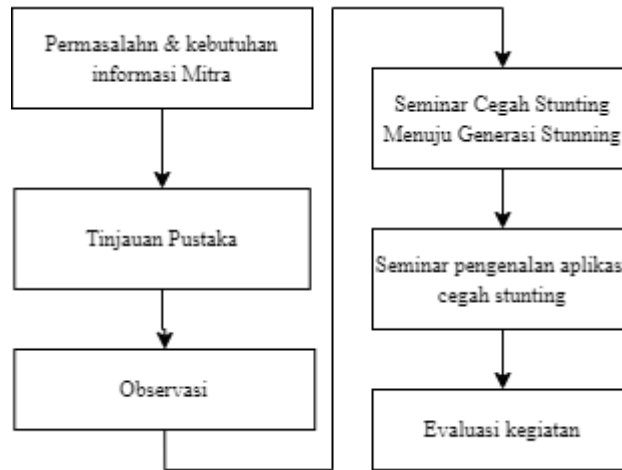 Permasalahn & kebutuhan
informasi Mitra
Tinjauan Pustaka
Observasi
Seminar Cegah Stunting
Menuju Generasi Stunning
Seminar pengenalan aplikasi
cegah stunting
Evaluasi kegiatan